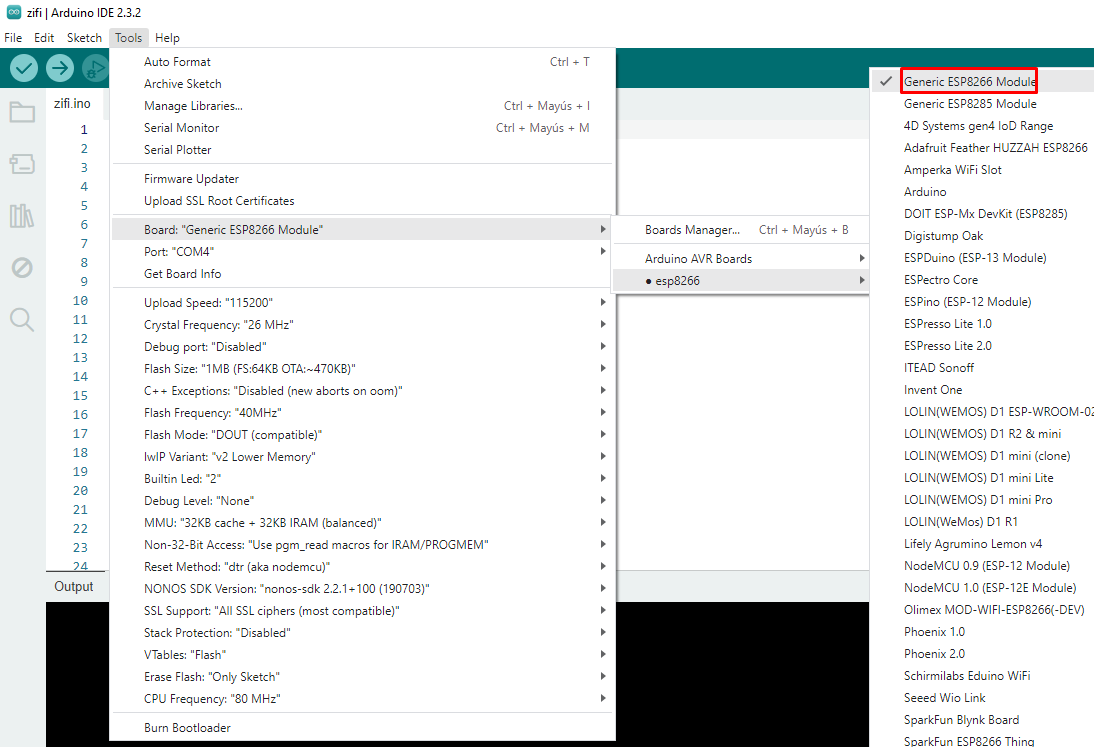 zifi | Arduino IDE 2.3.2
File Edit Sketch Tools Help
zifi.ino
1
2
3
4
5
6
7
8
9
10
11
12
13
14
15
16
17
18
19
20
21
22
23
24
Output
Auto Format Ctrl + T
Archive Sketch
Manage Libraries... Ctrl + Mayús + I
Serial Monitor Ctrl + Mayús + M
Serial Plotter
Firmware Updater
Upload SSL Root Certificates
Board: "Generic ESP8266 Module"
Port: "COM4"
Get Board Info
Upload Speed: "115200"
Crystal Frequency: "26 MHz"
Debug port: "Disabled"
Flash Size: "1MB (FS:64KB OTA:~470KB)"
C++ Exceptions: "Disabled (new aborts on oom)"
Flash Frequency: "40MHz"
Flash Mode: "DOUT (compatible)"
lwIP Variant: "v2 Lower Memory"
Builtin Led: "2"
Debug Level: "None"
MMU: "32KB cache + 32KB IRAM (balanced)"
Non-32-Bit Access: "Use pgm_read macros for IRAM/PROGMEM"
Reset Method: "dtr (aka nodemcu)"
NONOS SDK Version: "nonos-sdk 2.2.1+100 (190703)"
SSL Support: "All SSL ciphers (most compatible)"
Stack Protection: "Disabled"
VTables: "Flash"
Erase Flash: "Only Sketch"
CPU Frequency: "80 MHz"
Burn Bootloader
Boards Manager... Ctrl + Mayús + B
Arduino AVR Boards
● esp8266
Generic ESP8266 Module
Generic ESP8285 Module
4D Systems gen4 IoD Range
Adafruit Feather HUZZAH ESP8266
Amperka WiFi Slot
Arduino
DOIT ESP-Mx DevKit (ESP8285)
Digistump Oak
ESPDuino (ESP-13 Module)
ESPectro Core
ESPino (ESP-12 Module)
ESPresso Lite 1.0
ESPresso Lite 2.0
ITEAD Sonoff
Invent One
LOLIN(WEMOS) D1 ESP-WROOM-02
LOLIN(WEMOS) D1 R2 & mini
LOLIN(WEMOS) D1 mini (clone)
LOLIN(WEMOS) D1 mini Lite
LOLIN(WEMOS) D1 mini Pro
LOLIN(WeMos) D1 R1
Lifely Agrumino Lemon v4
NodeMCU 0.9 (ESP-12 Module)
NodeMCU 1.0 (ESP-12E Module)
Olimex MOD-WIFI-ESP8266(-DEV)
Phoenix 1.0
Phoenix 2.0
Schirmilabs Eduino WiFi
Seeed Wio Link
SparkFun Blynk Board
SparkFun ESP8266 Thing